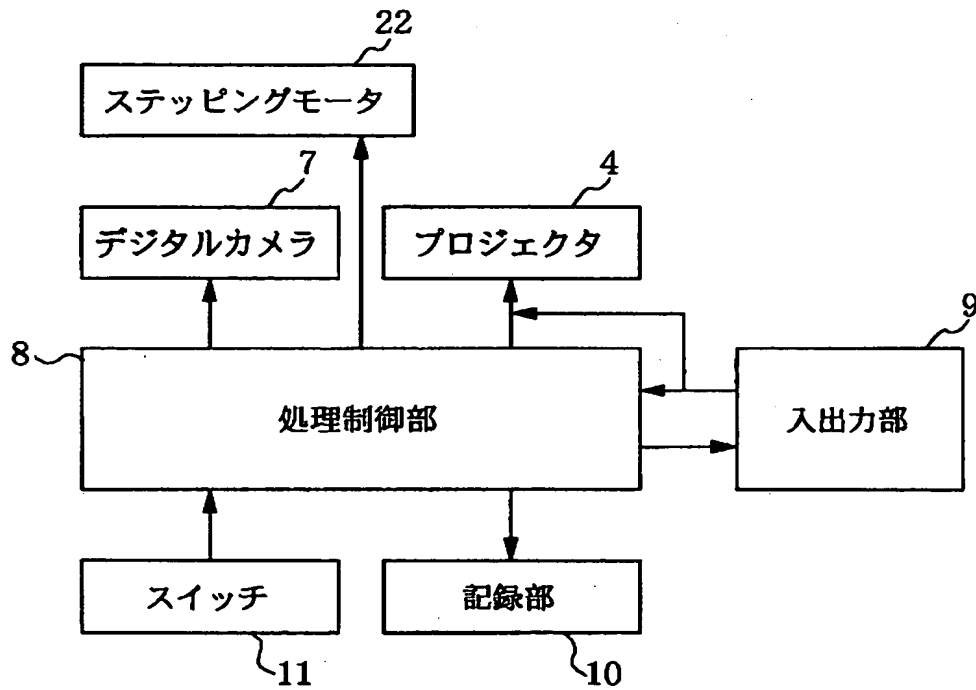 22
ステッピングモータ
7
4
デジタルカメラ
プロジェクタ
8
9
処理制御部
入出力部
スイッチ
記録部
11
10